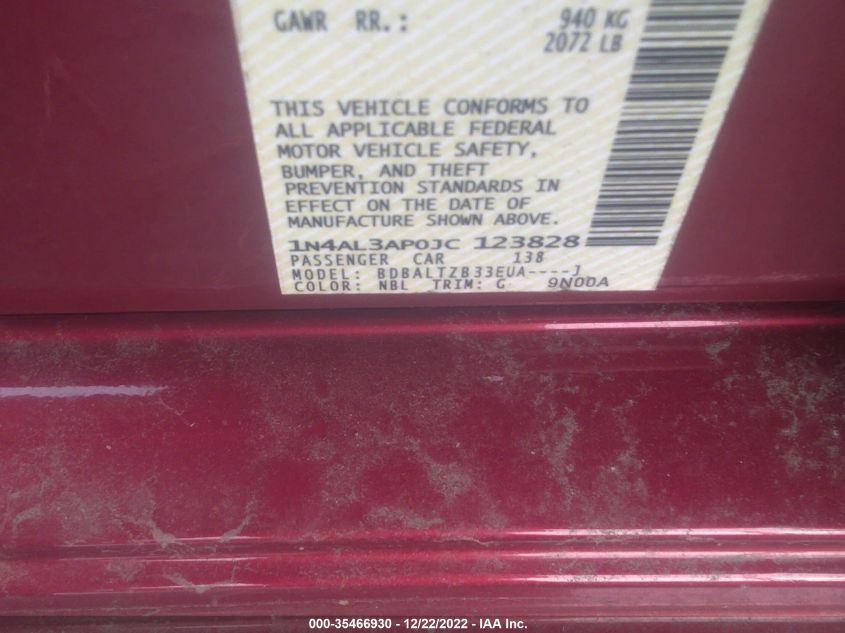 GAWR RR.: 940 KG
2072 LB
THIS VEHICLE CONFORMS TO
ALL APPLICABLE FEDERAL
MOTOR VEHICLE SAFETY,
BUMPER, AND THEFT
PREVENTION STANDARDS IN
EFFECT ON THE DATE OF
MANUFACTURE SHOWN ABOVE.
1N4AL3AP0JC 123828
PASSENGER CAR 138
MODEL: BDBALTZB33EUA----J
COLOR: NBL TRIM: G 9N00A
000-35466930 - 12/22/2022 - IAA Inc.